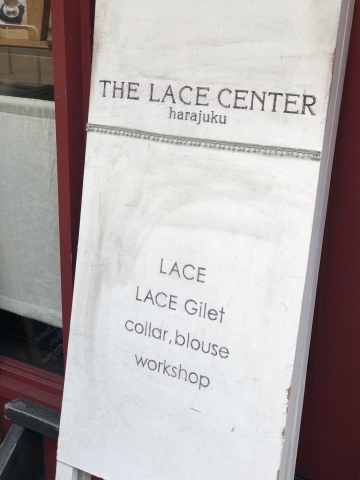 THE LACE CENTER
harajuku
LACE
LACE Gilet
collar,blouse
workshop